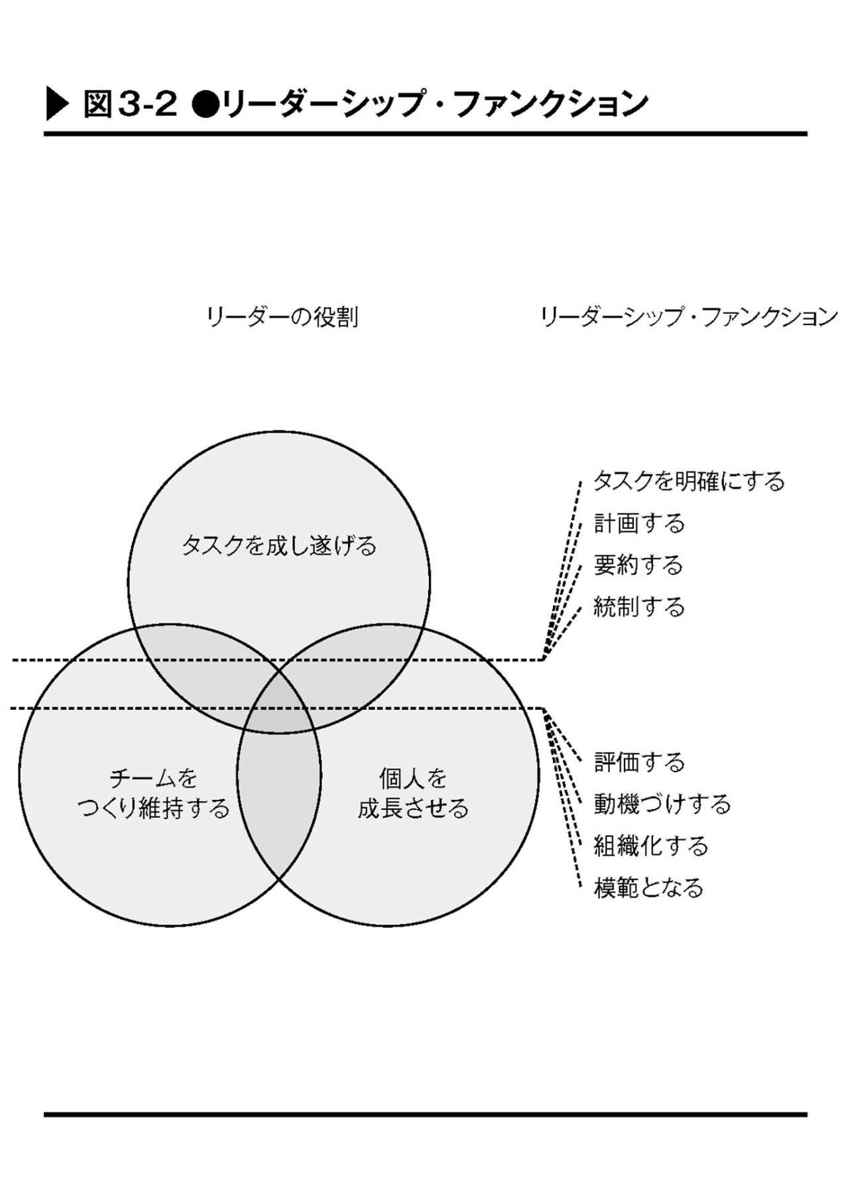 ▶ 図3-2 ●リーダーシップ・ファンクション
リーダーの役割
リーダーシップ・ファンクション
タスクを成し遂げる
チームを
つくり維持する
個人を
成長させる
タスクを明確にする
計画する
要約する
統制する
評価する
動機づけする
組織化する
模範となる